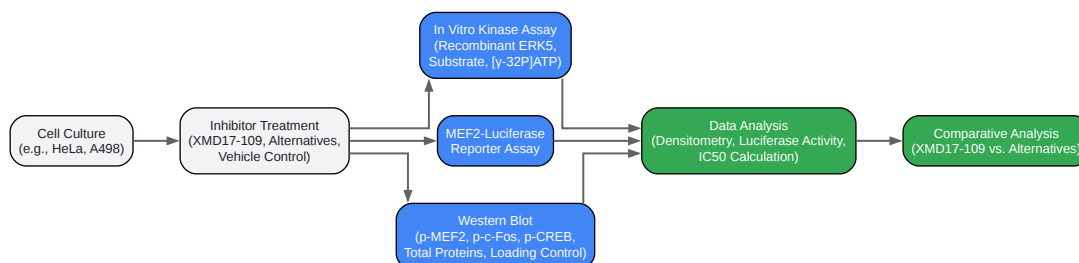 Cell Culture
(e.g., HeLa, A498)
Inhibitor Treatment
(XMD17-109, Alternatives,
Vehicle Control)
In Vitro Kinase Assay
(Recombinant ERK5,
Substrate, [γ-32P]ATP)
MEF2-Luciferase
Reporter Assay
Western Blot
(p-MEF2, p-c-Fos, p-CREB,
Total Proteins, Loading Control)
Data Analysis
(Densitometry, Luciferase Activity,
IC50 Calculation)
Comparative Analysis
(XMD17-109 vs. Alternatives)